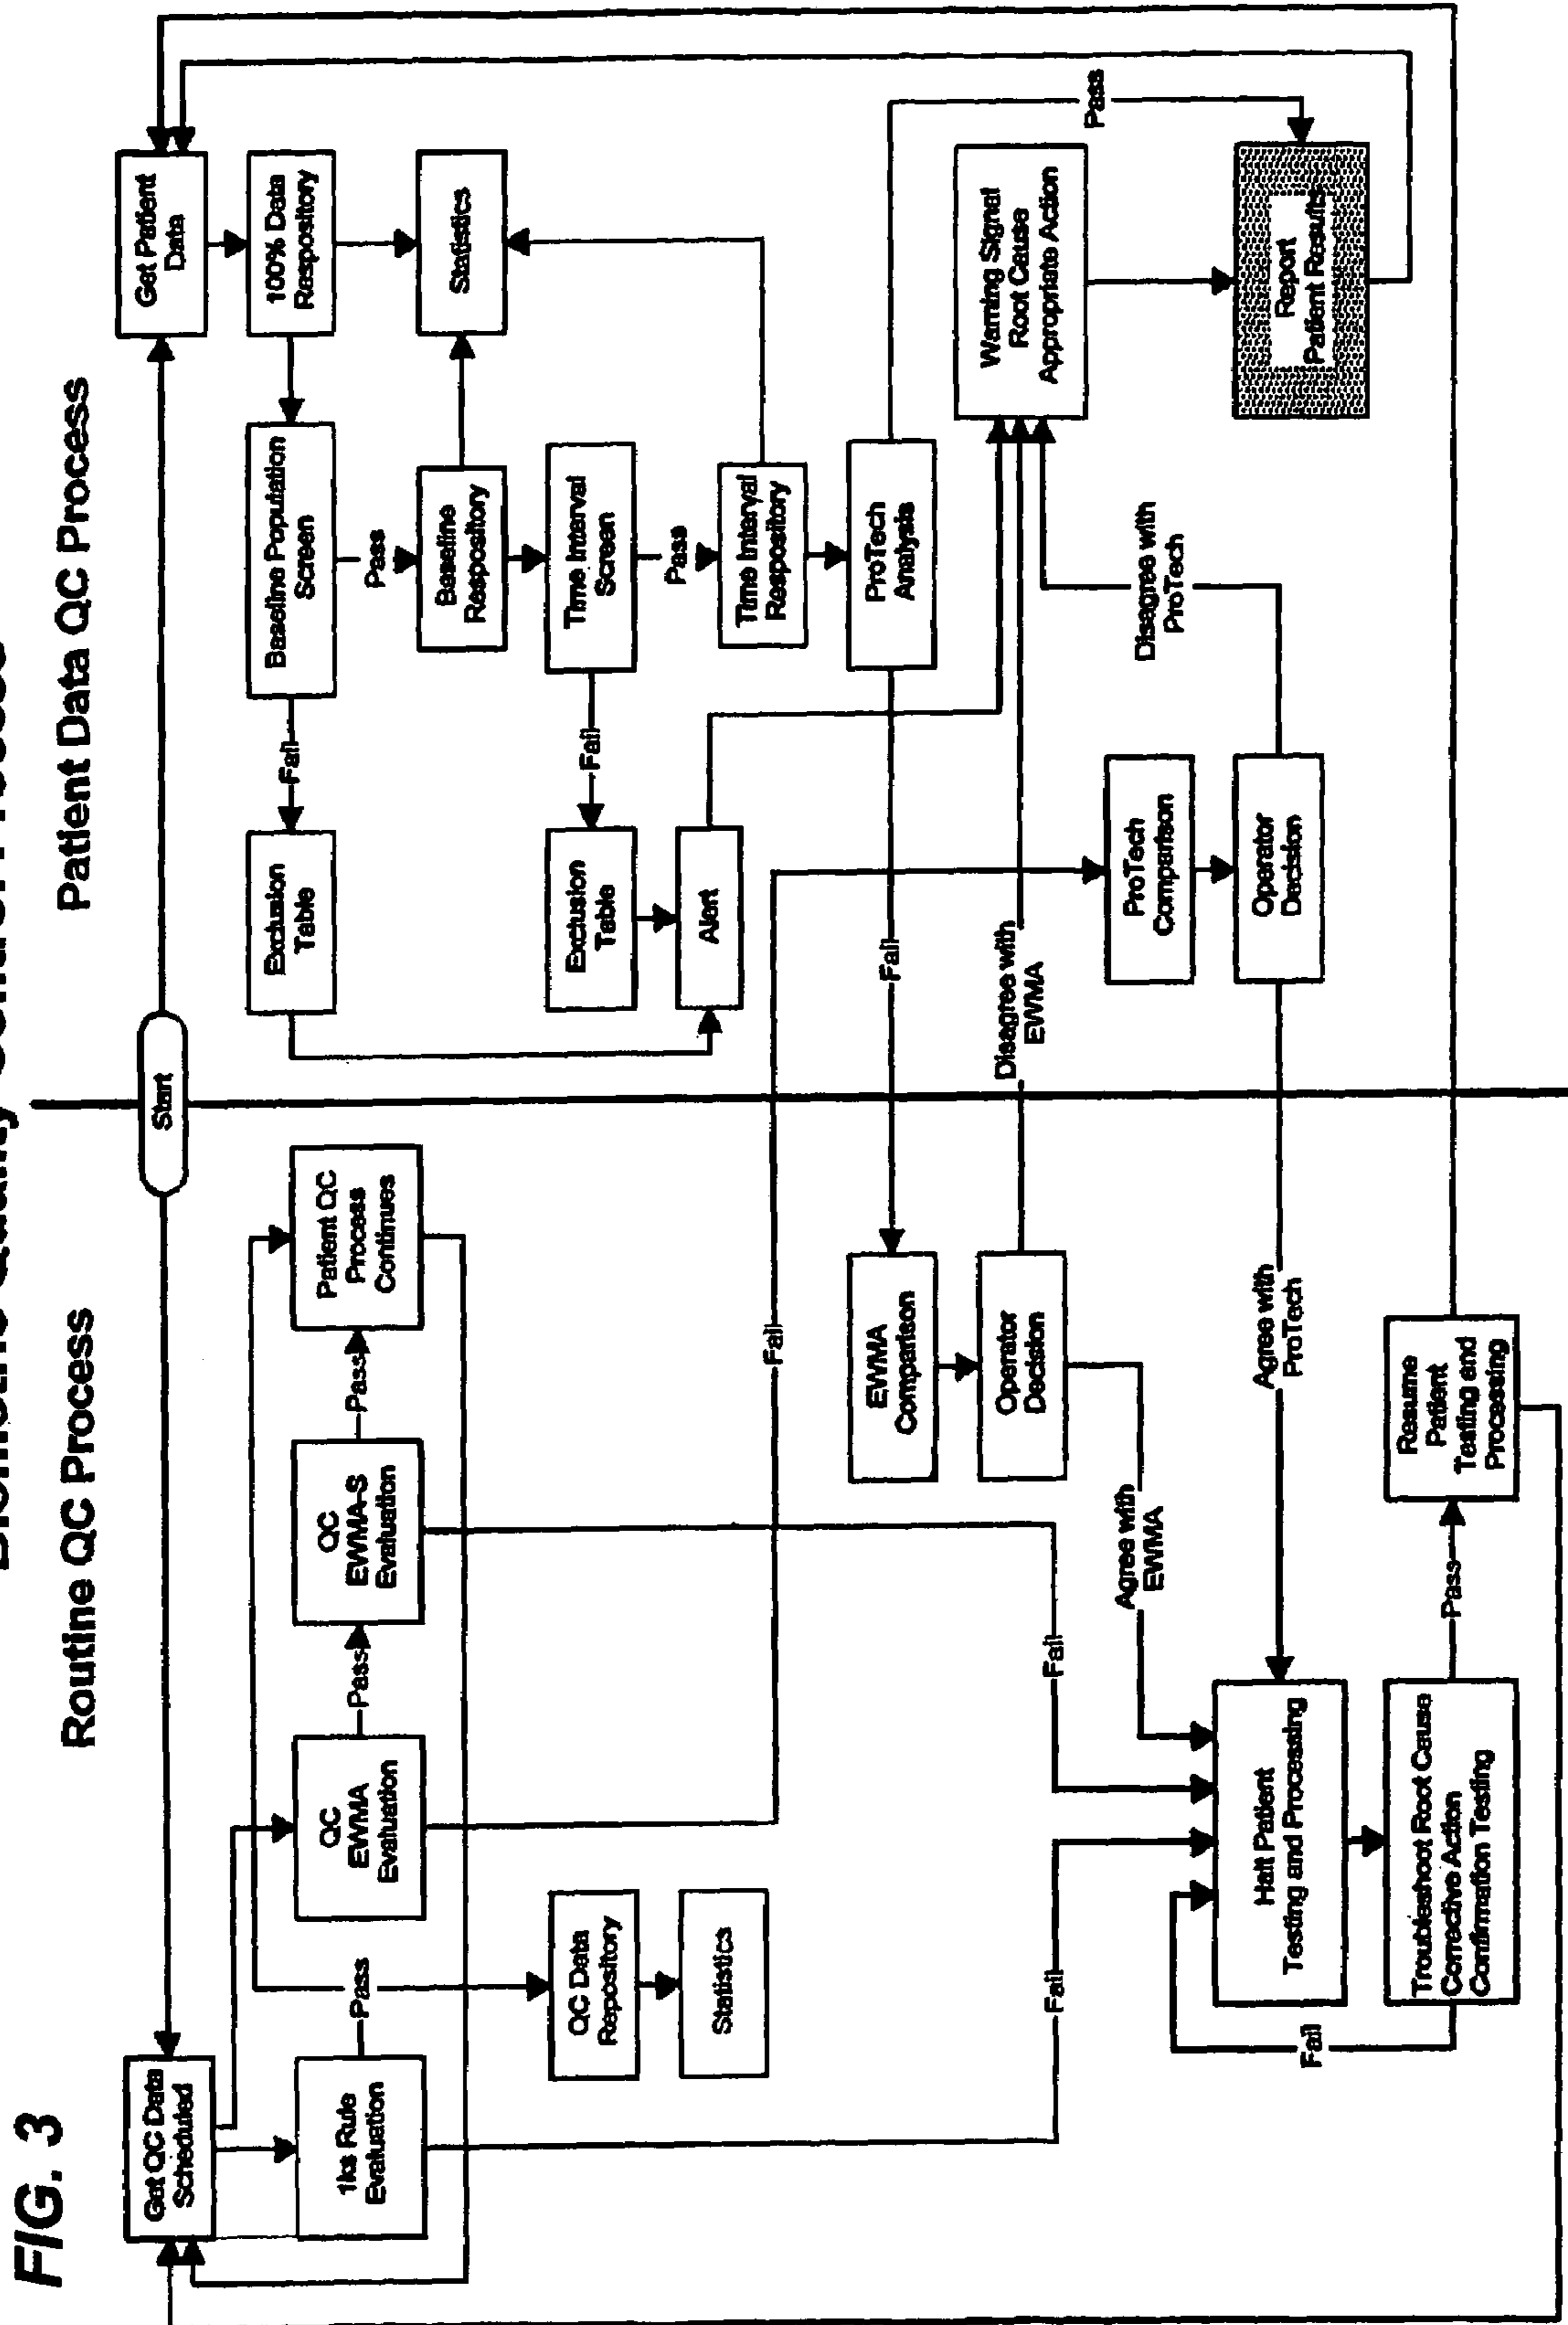 FIG. 3
Quality Control Process
Routine QC Process
Patient Data QC Process
Start
Get QC Data
Scheduled
Get Patient
Data
1ks Rule
Evaluation
Pass
QC
EWMA
Evaluation
Pass
QC
EWMA-S
Evaluation
Pass
Patient QC
Process
Continues
Exclusion
Table
Fail
Baseline Population
Screen
100% Data
Respository
Pass
Baseline
Respository
Statistics
QC Data
Repository
Statistics
Exclusion
Table
Fail
Time Interval
Screen
Pass
Alert
Time Interval
Respository
Fail
EWMA
Comparison
Fail
ProTech
Analysis
Operator
Decision
Disagree with
EWMA
Warning Signal
Root Cause
Appropriate Action
Pass
Fail
Fail
Agree with
EWMA
ProTech
Comparison
Disagree with
ProTech
Halt Patient
Testing and Processing
Agree with
ProTech
Operator
Decision
Report
Patient Results
Fail
Troubleshoot Root Cause
Corrective Action
Confirmation Testing
Pass
Resume
Patient
Testing and
Processing